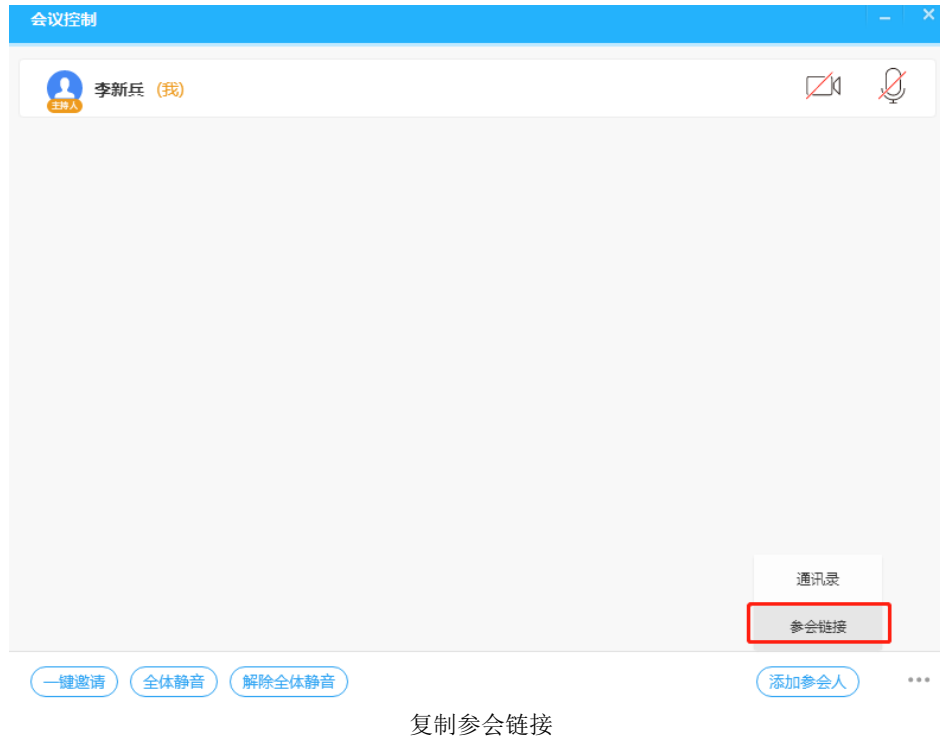 会议控制
李新兵 (我)
主持人
通讯录
参会链接
一键邀请 全体静音 解除全体静音 添加参会人
复制参会链接